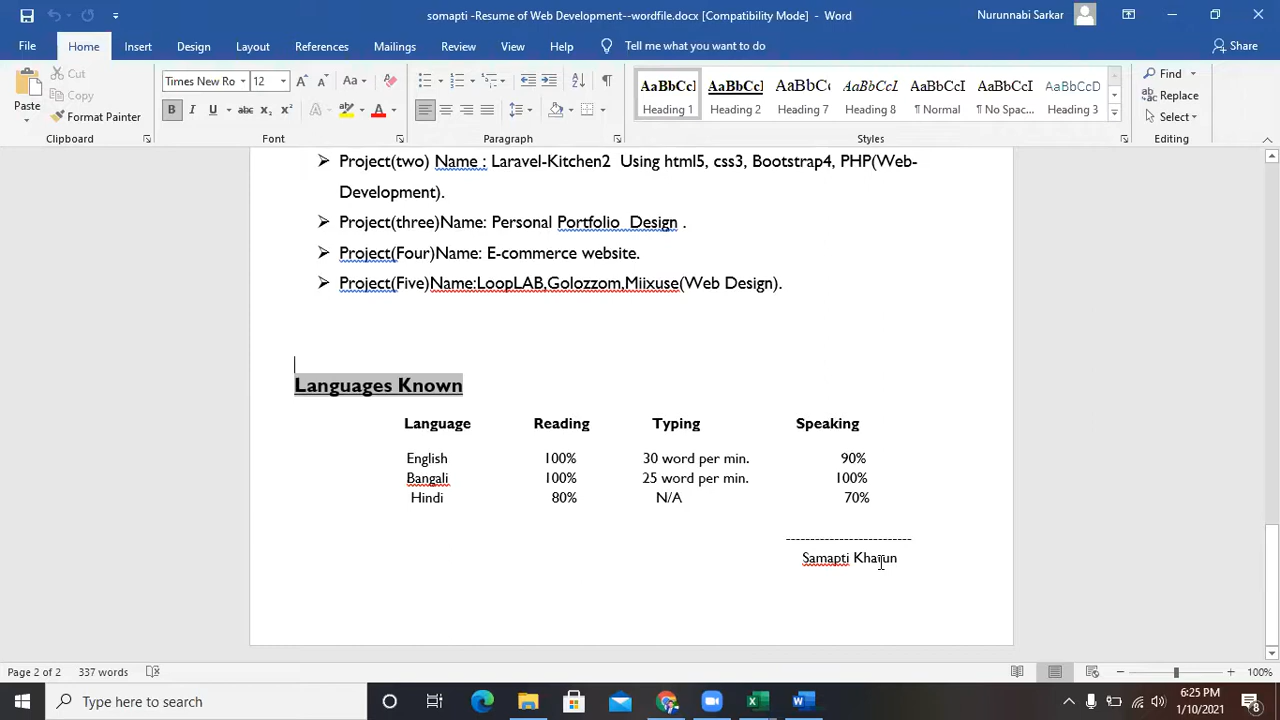 somapti -Resume of Web Development--wordfile.docx [Compatibility Mode] - Word
Nurunnabi Sarkar
File Home Insert Design Layout References Mailings Review View Help Tell me what you want to do Share
Paste
Cut
Copy
Format Painter
Clipboard
Times New Ro 12
Font
Paragraph
AaBbCcI AaBbCcI AaBbCc AaBbCcI AaBbCcD AaBbCcD AaBbCcD
Heading 1 Heading 2 Heading 7 Heading 8 ¶ Normal ¶ No Spac... Heading 3
Styles
Find
Replace
Select
Editing
Project(two) Name : Laravel-Kitchen2 Using html5, css3, Bootstrap4, PHP(Web-
Development).
Project(three)Name: Personal Portfolio Design .
Project(Four)Name: E-commerce website.
Project(Five)Name:LoopLAB,Golozzom,Miixuse(Web Design).
Languages Known
Language Reading Typing Speaking
English 100% 30 word per min. 90%
Bangali 100% 25 word per min. 100%
Hindi 80% N/A 70%
--------------------------
Samapti Khatun
Page 2 of 2 337 words 100%
Type here to search
6:25 PM
1/10/2021
8